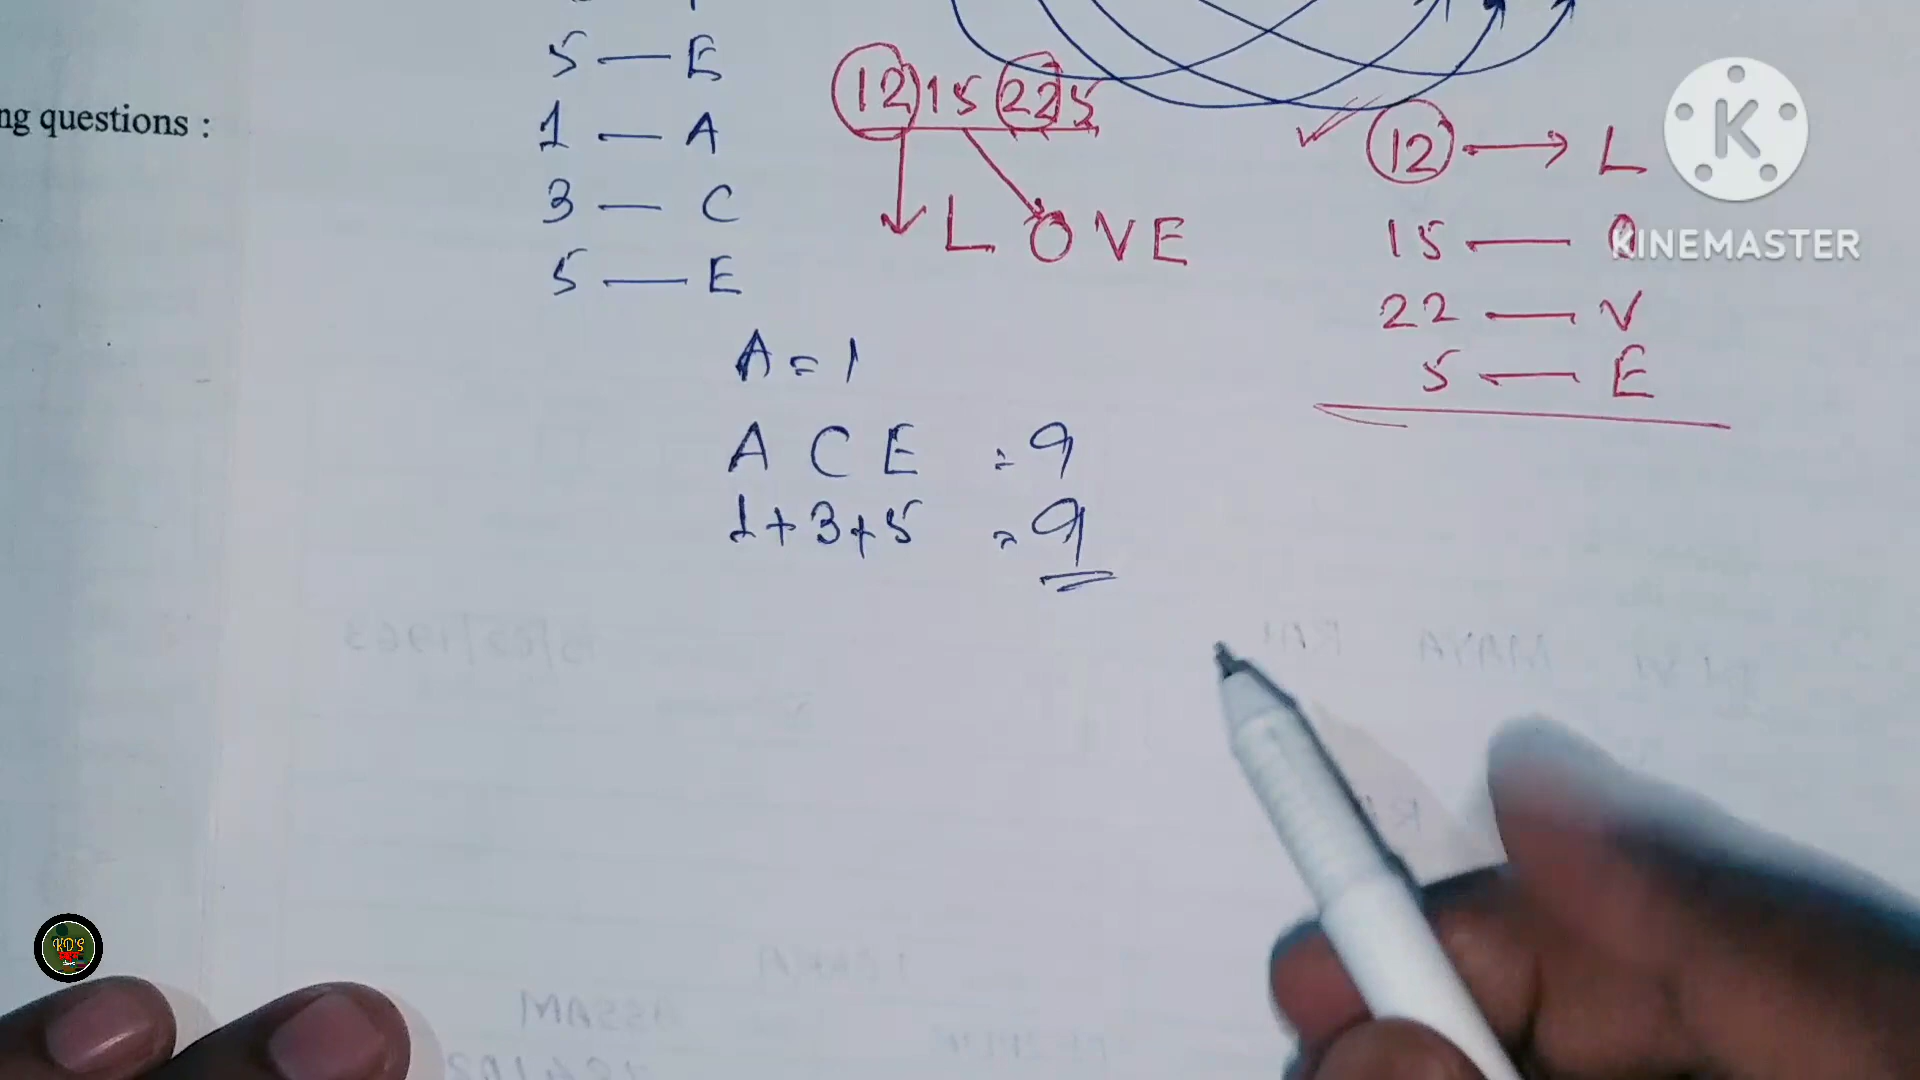 5 — E
ng questions :
1 — A
3 — C
5 — E
12 15 22 5
L O V E
12 → L
15 — O
22 — V
5 — E
A = 1
A C E = 9
1+3+5 = 9
KINEMASTER
K
KD'S